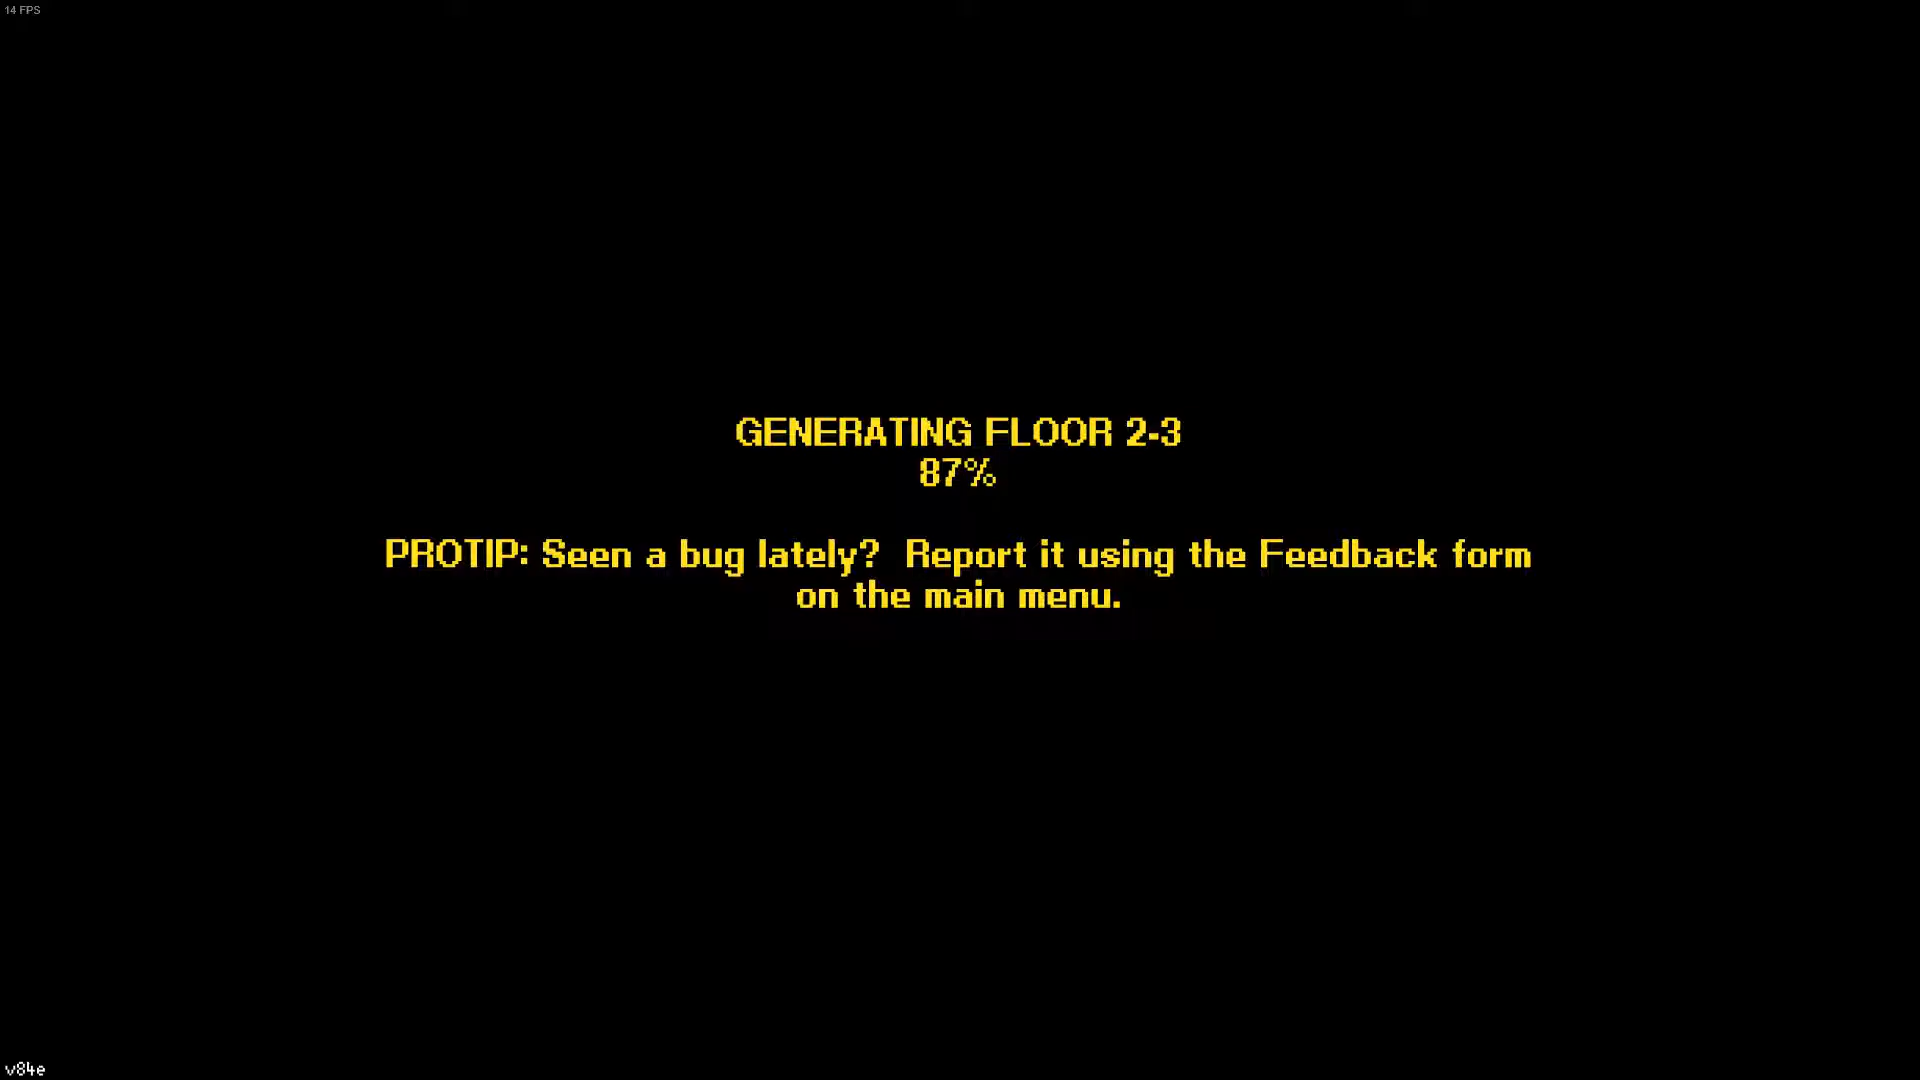 14 FPS
GENERATING FLOOR 2-3
87%
PROTIP: Seen a bug lately?  Report it using the Feedback form
on the main menu.
v84e